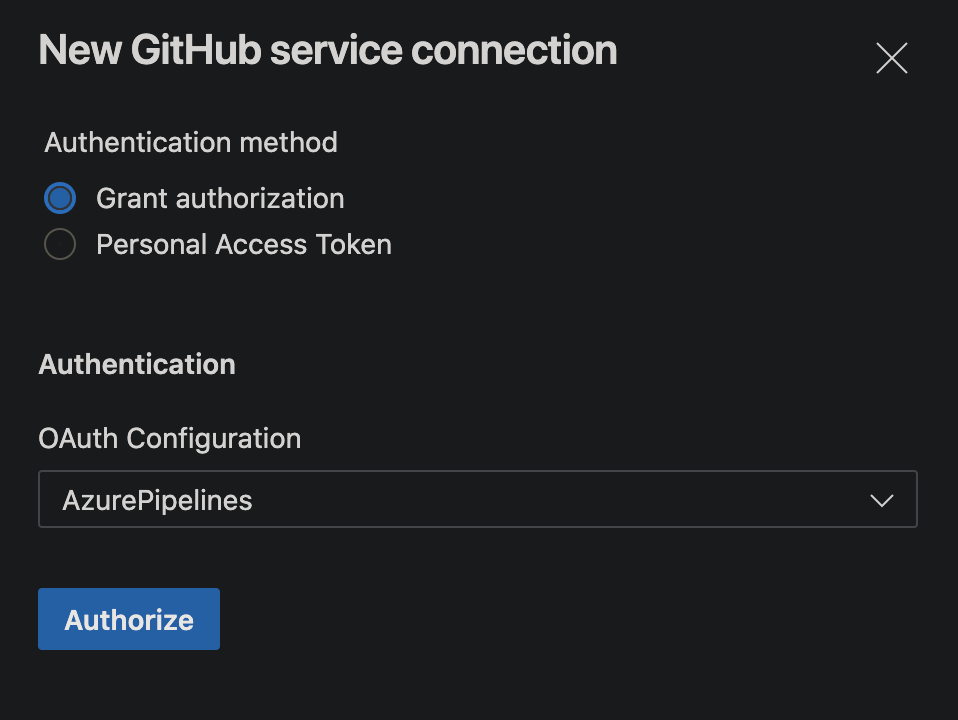 New GitHub service connection
Authentication method
Grant authorization
Personal Access Token
Authentication
OAuth Configuration
AzurePipelines
Authorize